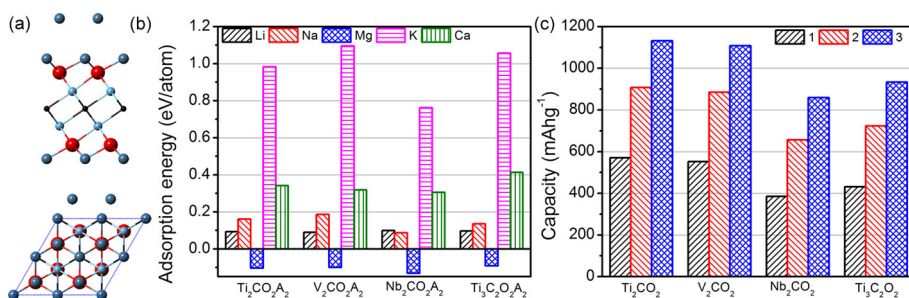 (a)
(b)
Adsorption energy (eV/atom)
1.2
1.0
0.8
0.6
0.4
0.2
0.0
Li Na Mg K Ca
Ti₂CO₂A₂ V₂CO₂A₂ Nb₂CO₂A₂ Ti₃C₂O₂A₂
(c)
Capacity (mAhg⁻¹)
1200
1000
800
600
400
200
0
1 2 3
Ti₂CO₂ V₂CO₂ Nb₂CO₂ Ti₃C₂O₂